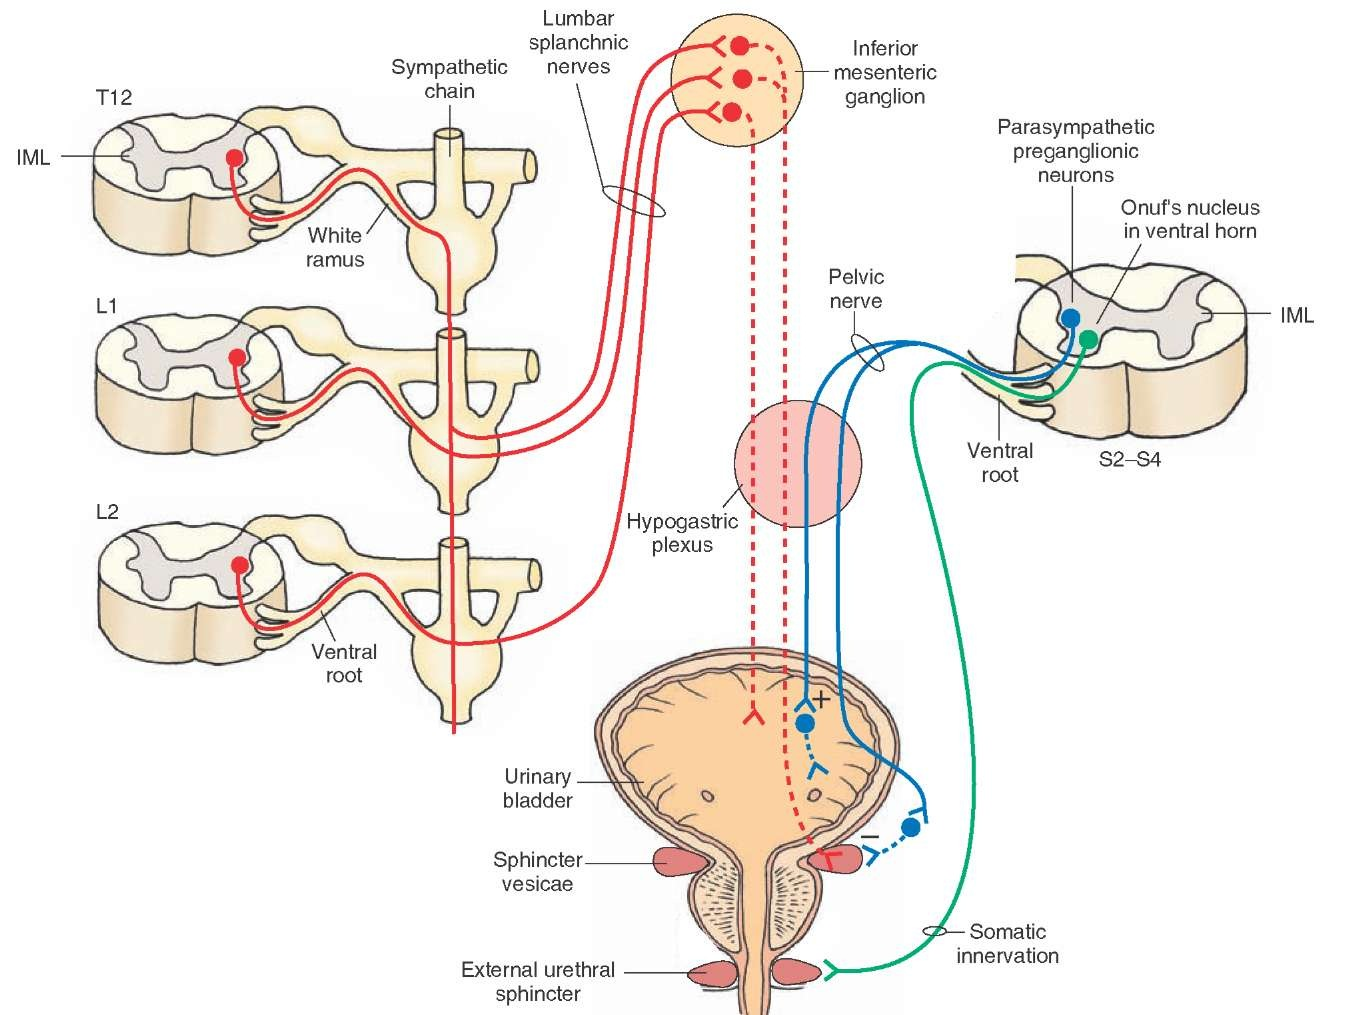 Lumbar
splanchnic
nerves
Sympathetic
chain
Inferior
mesenteric
ganglion
T12
IML
White
ramus
Parasympathetic
preganglionic
neurons
Onuf's nucleus
in ventral horn
Pelvic
nerve
IML
L1
Ventral
root
S2–S4
L2
Hypogastric
plexus
Ventral
root
+
Urinary
bladder
–
Sphincter
vesicae
Somatic
innervation
External urethral
sphincter